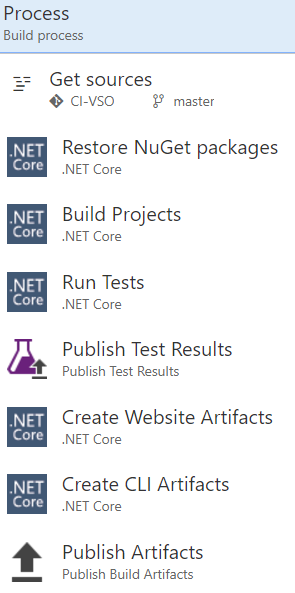 Process
Build process
Get sources
CI-VSO master
.NET Core
Restore NuGet packages
.NET Core
.NET Core
Build Projects
.NET Core
.NET Core
Run Tests
.NET Core
Publish Test Results
Publish Test Results
.NET Core
Create Website Artifacts
.NET Core
.NET Core
Create CLI Artifacts
.NET Core
Publish Artifacts
Publish Build Artifacts